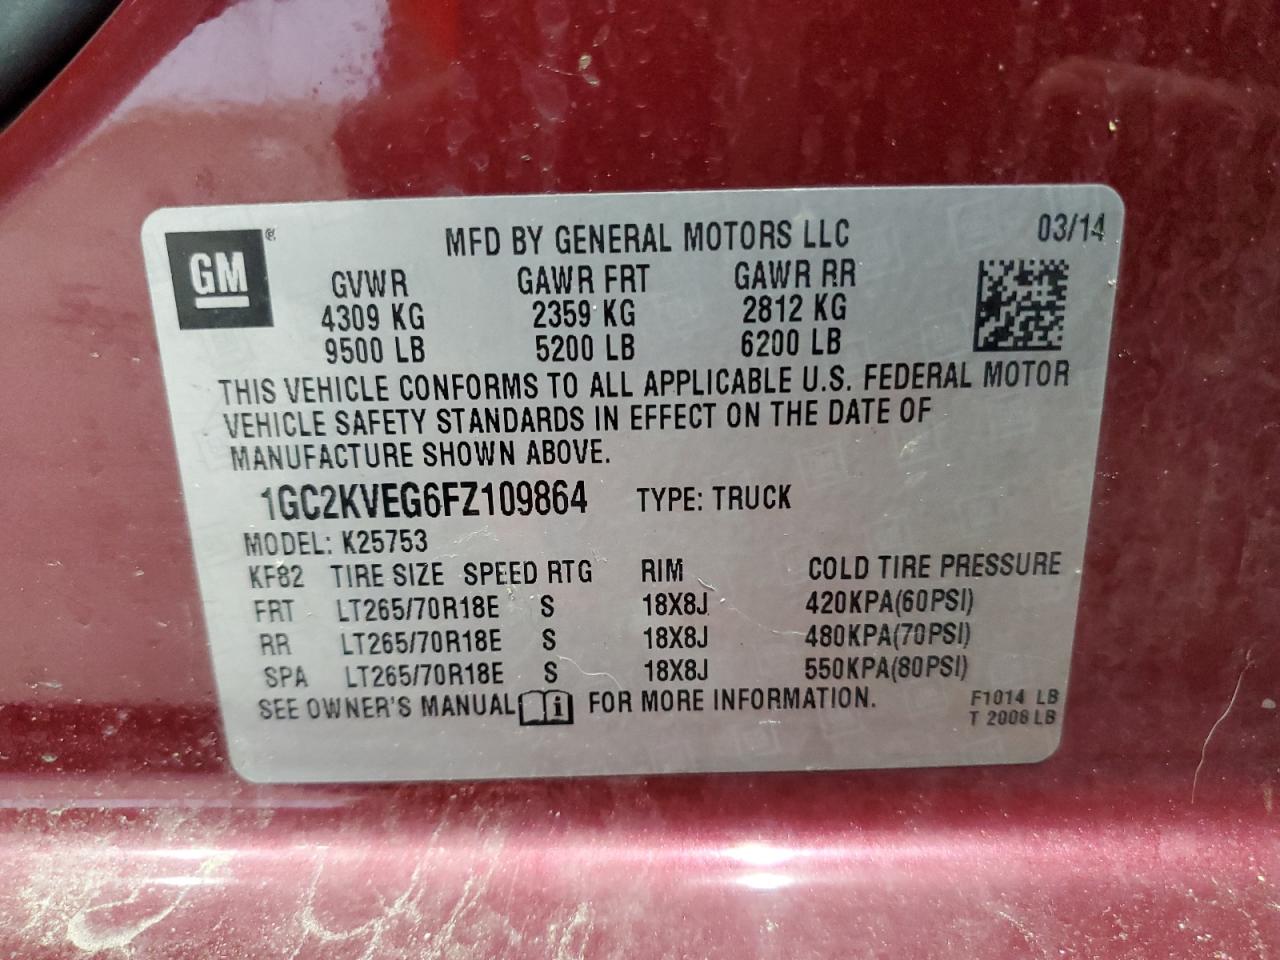 GM ®
MFD BY GENERAL MOTORS LLC 03/14
GVWR GAWR FRT GAWR RR
4309 KG 2359 KG 2812 KG
9500 LB 5200 LB 6200 LB
THIS VEHICLE CONFORMS TO ALL APPLICABLE U.S. FEDERAL MOTOR
VEHICLE SAFETY STANDARDS IN EFFECT ON THE DATE OF
MANUFACTURE SHOWN ABOVE.
1GC2KVEG6FZ109864 TYPE: TRUCK
MODEL: K25753
KF82 TIRE SIZE SPEED RTG RIM COLD TIRE PRESSURE
FRT LT265/70R18E S 18X8J 420KPA(60PSI)
RR LT265/70R18E S 18X8J 480KPA(70PSI)
SPA LT265/70R18E S 18X8J 550KPA(80PSI)
SEE OWNER'S MANUAL FOR MORE INFORMATION.
F1014 LB
T 2008 LB